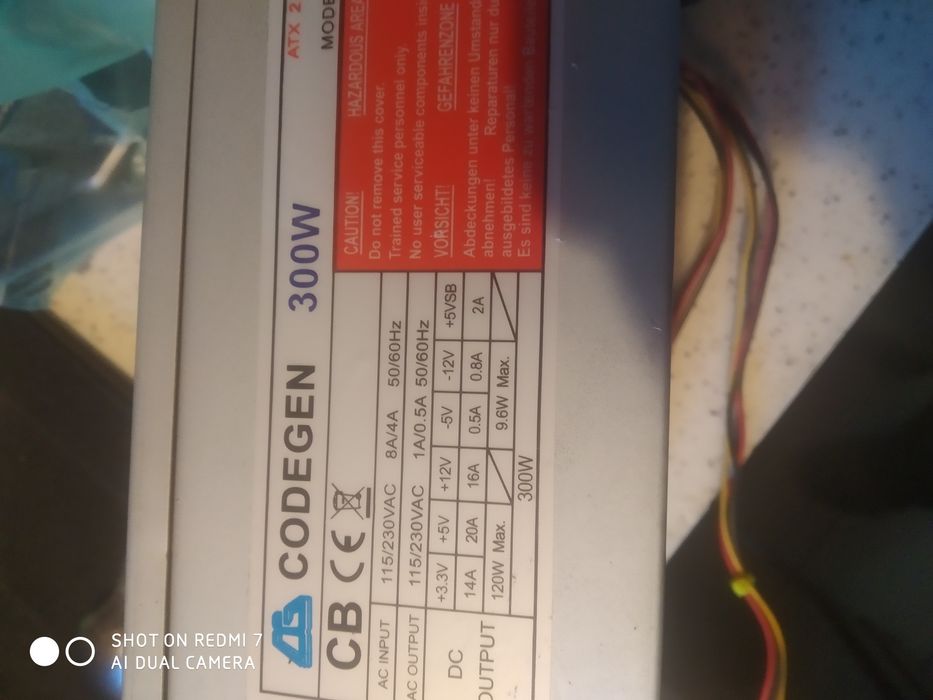 CODEGEN 300W
ATX 2
CB CE
MODE
AC INPUT 115/230VAC 8A/4A 50/60Hz
AC OUTPUT 115/230VAC 1A/0.5A 50/60Hz
DC OUTPUT
+3.3V +5V +12V -5V -12V +5VSB
14A 20A 16A 0.5A 0.8A 2A
120W Max. 9.6W Max.
300W
CAUTION! HAZARDOUS AREA
Do not remove this cover.
Trained service personnel only.
No user serviceable components insi
VORSICHT! GEFAHRENZONE
Abdeckungen unter keinen Umstand
abnehmen! Reparaturen nur du
ausgebildetes Personal!
Es sind keine zu wartenden
SHOT ON REDMI 7
AI DUAL CAMERA